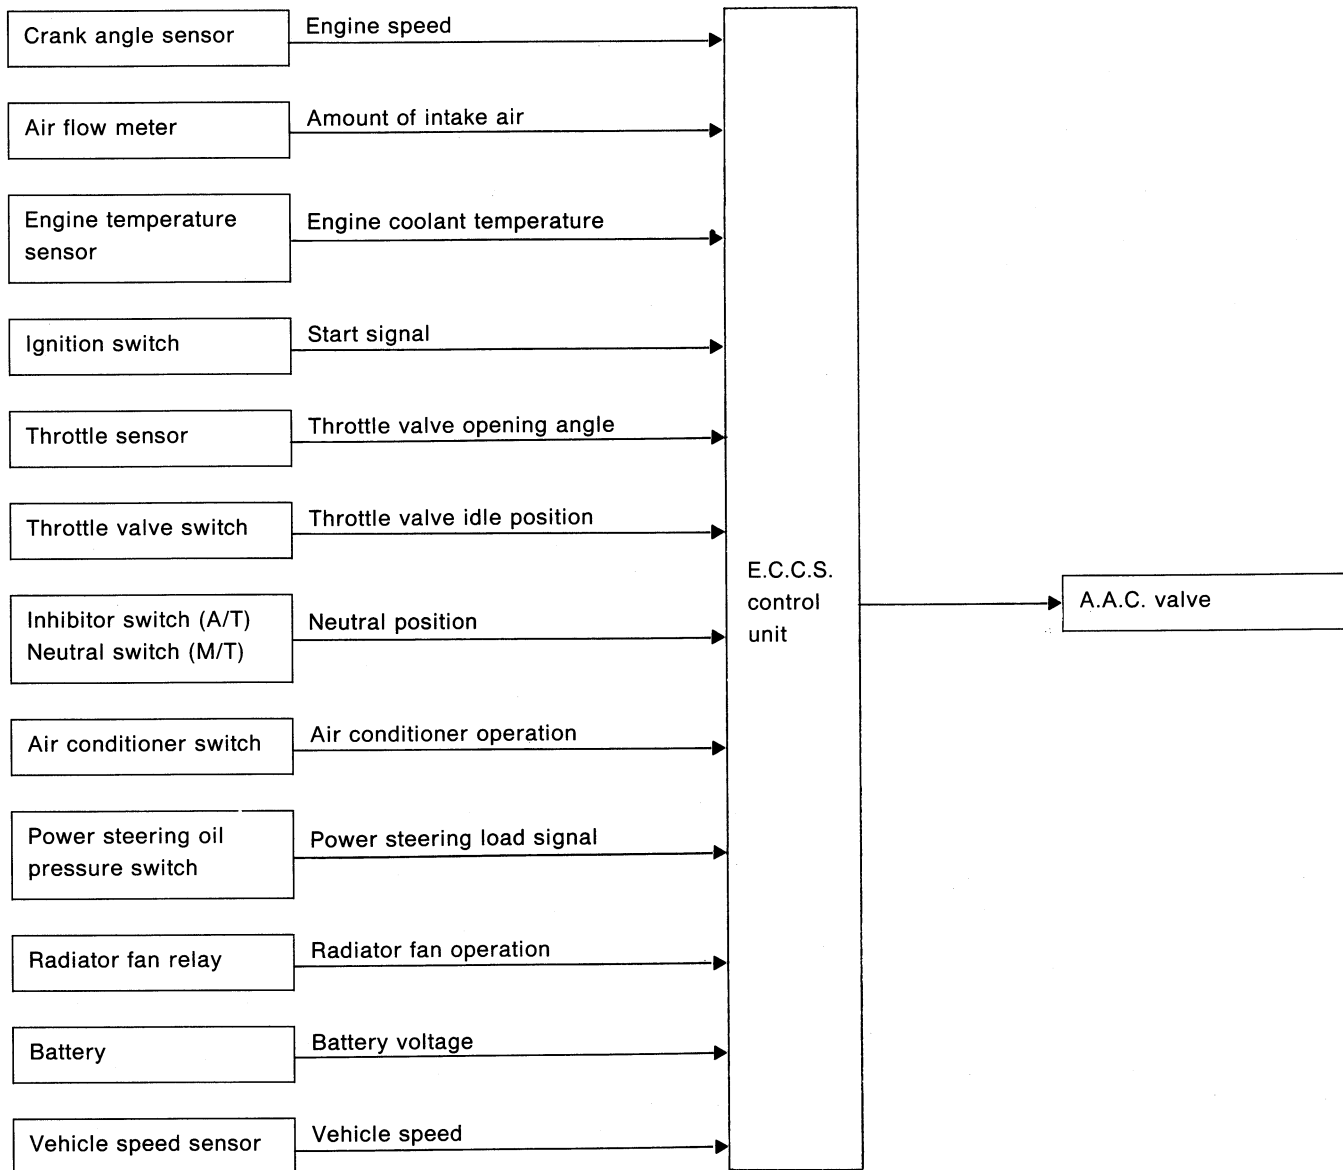 Crank angle sensor
Engine speed
Air flow meter
Amount of intake air
Engine temperature
sensor
Engine coolant temperature
Ignition switch
Start signal
Throttle sensor
Throttle valve opening angle
Throttle valve switch
Throttle valve idle position
Inhibitor switch (A/T)
Neutral switch (M/T)
Neutral position
Air conditioner switch
Air conditioner operation
Power steering oil
pressure switch
Power steering load signal
Radiator fan relay
Radiator fan operation
Battery
Battery voltage
Vehicle speed sensor
Vehicle speed
E.C.C.S.
control
unit
A.A.C. valve